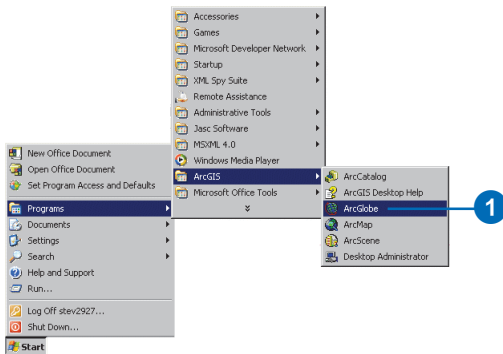 Accessories
Games
Microsoft Developer Network
Startup
XML Spy Suite
Remote Assistance
Administrative Tools
Jasc Software
MSXML 4.0
Windows Media Player
ArcGIS
Microsoft Office Tools
New Office Document
Open Office Document
Set Program Access and Defaults
Programs
Documents
Settings
Search
Help and Support
Run...
Log Off stev2927...
Shut Down...
Start
ArcCatalog
ArcGIS Desktop Help
ArcGlobe
ArcMap
ArcScene
Desktop Administrator
1